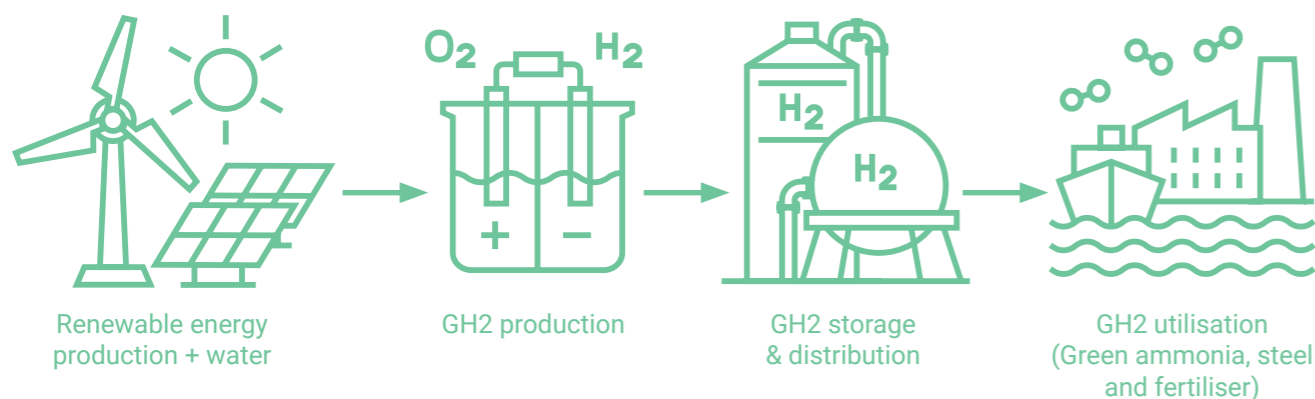 O2
H2
+
−
H2
H2
Renewable energy
production + water
GH2 production
GH2 storage
& distribution
GH2 utilisation
(Green ammonia, steel
and fertiliser)